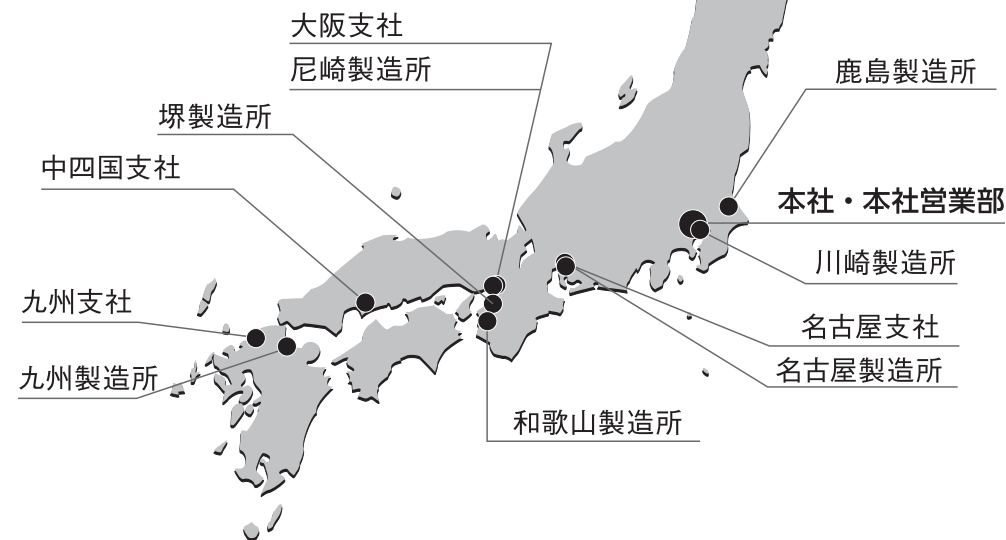 大阪支社
尼崎製造所
堺製造所
中四国支社
九州支社
九州製造所
鹿島製造所
本社・本社営業部
川崎製造所
名古屋支社
名古屋製造所
和歌山製造所